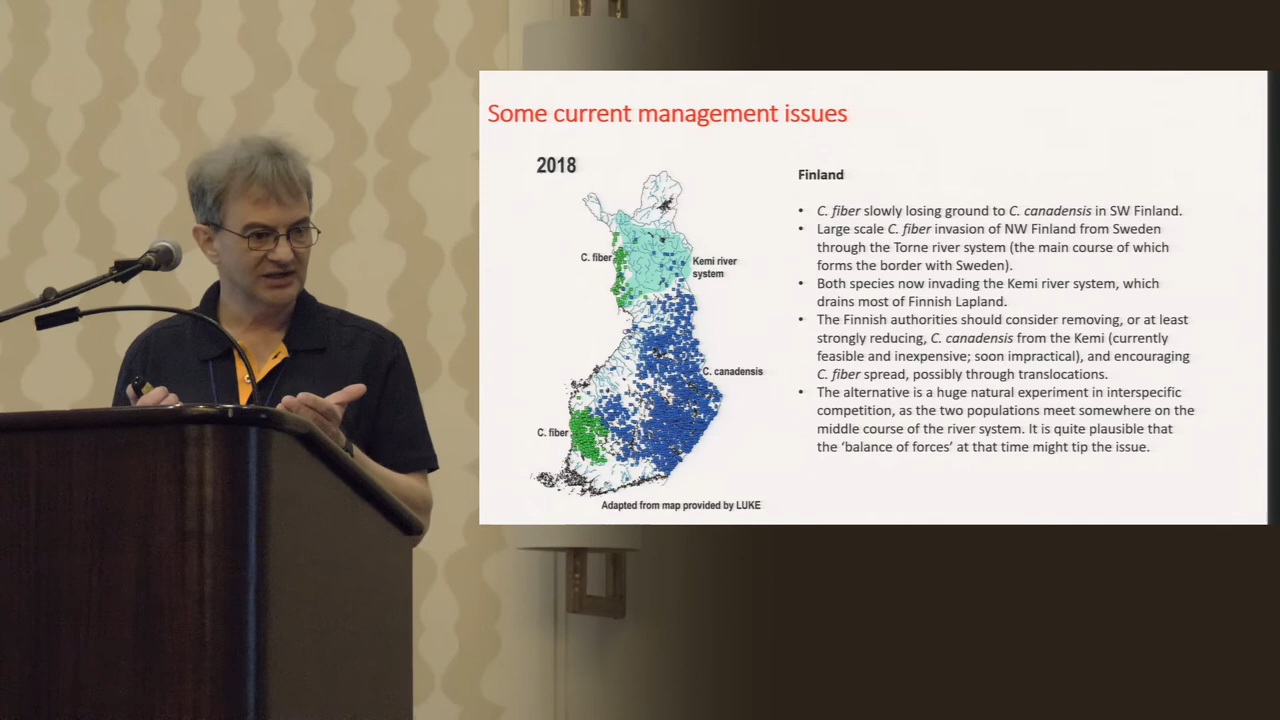 Some current management issues
2018
C. fiber
Kemi river
system
C. canadensis
C. fiber
Adapted from map provided by LUKE
Finland
• C. fiber slowly losing ground to C. canadensis in SW Finland.
• Large scale C. fiber invasion of NW Finland from Sweden
through the Torne river system (the main course of which
forms the border with Sweden).
• Both species now invading the Kemi river system, which
drains most of Finnish Lapland.
• The Finnish authorities should consider removing, or at least
strongly reducing, C. canadensis from the Kemi (currently
feasible and inexpensive; soon impractical), and encouraging
C. fiber spread, possibly through translocations.
• The alternative is a huge natural experiment in interspecific
competition, as the two populations meet somewhere on the
middle course of the river system. It is quite plausible that
the ‘balance of forces’ at that time might tip the issue.